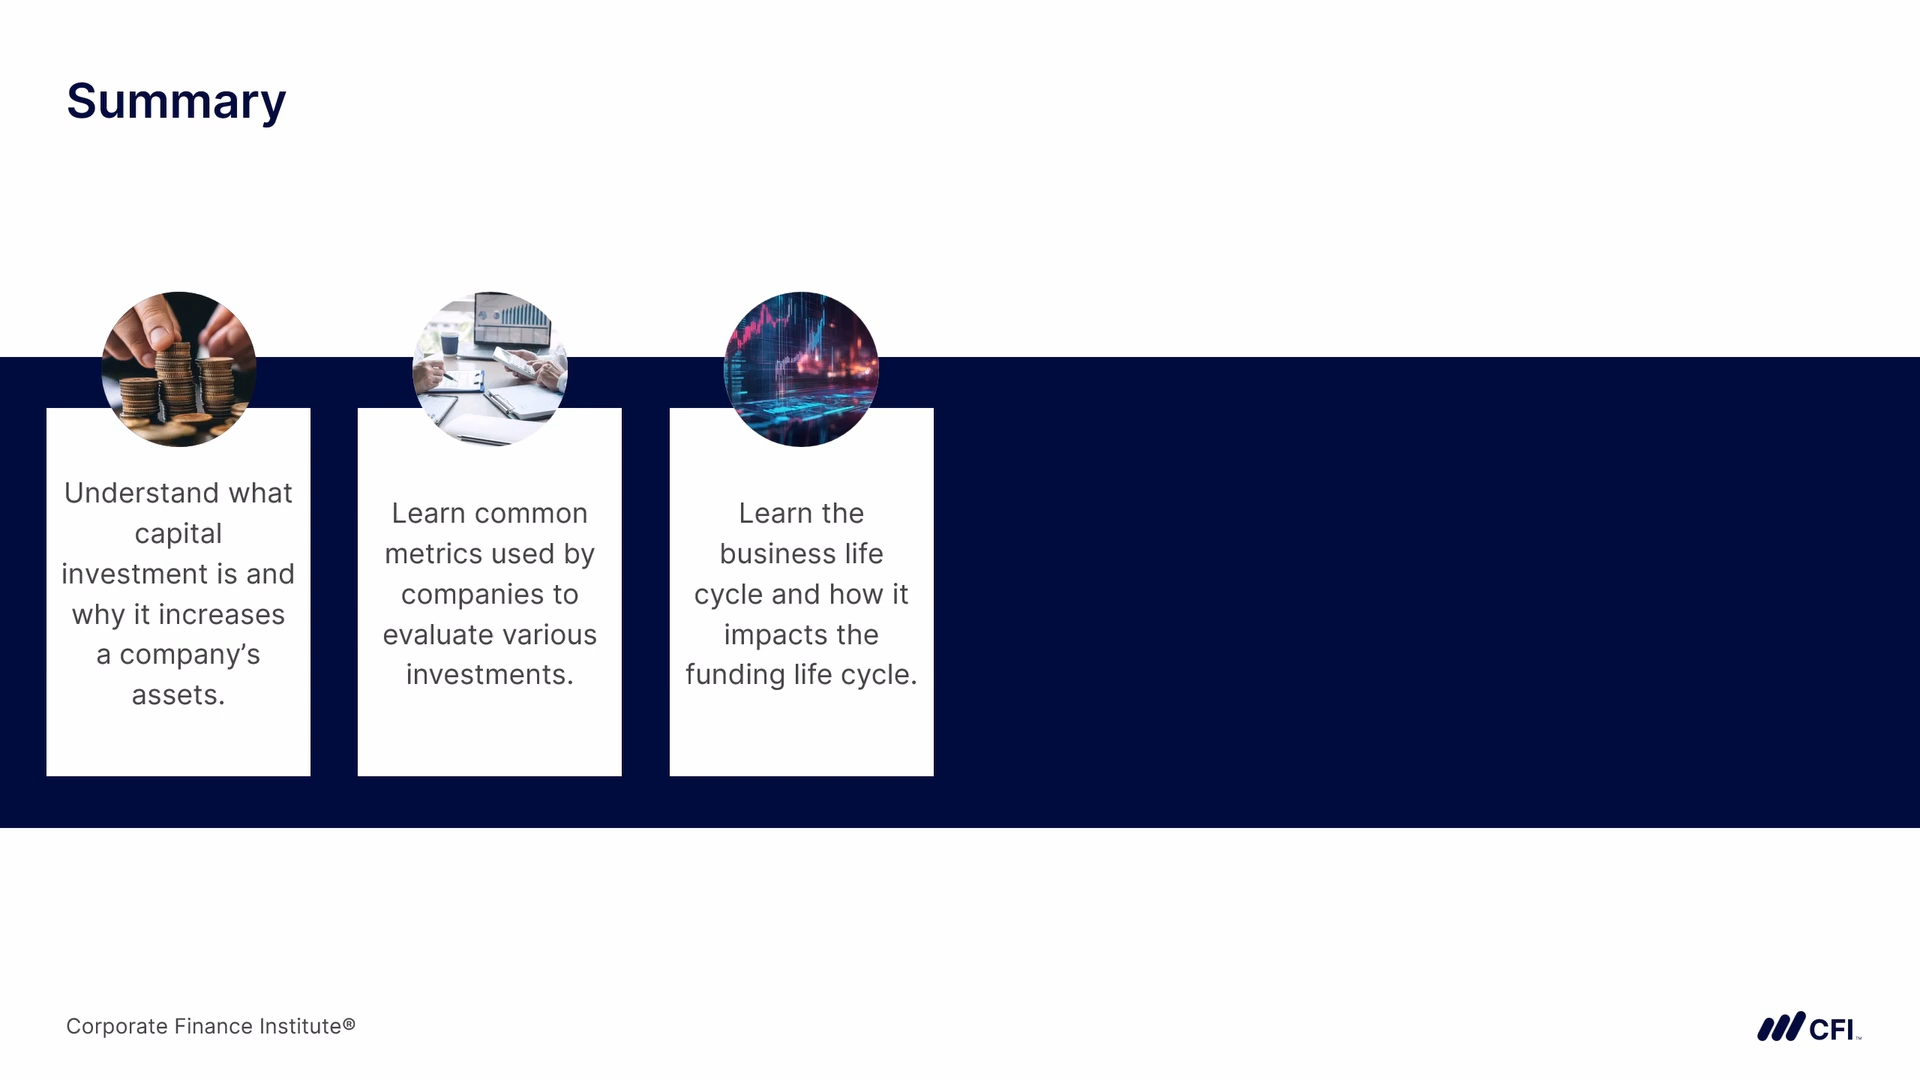 Summary
Understand what
capital
investment is and
why it increases
a company’s
assets.
Learn common
metrics used by
companies to
evaluate various
investments.
Learn the
business life
cycle and how it
impacts the
funding life cycle.
Corporate Finance Institute®
CFI™